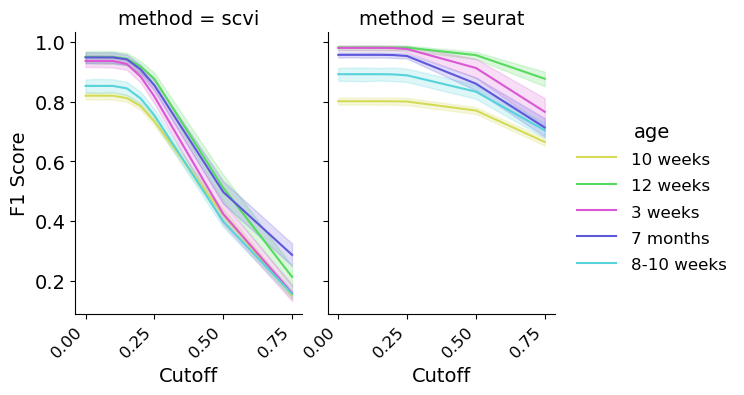 method = scvi
method = seurat
F1 Score
1.0
0.8
0.6
0.4
0.2
0.00
0.25
0.50
0.75
Cutoff
0.00
0.25
0.50
0.75
Cutoff
age
10 weeks
12 weeks
3 weeks
7 months
8-10 weeks